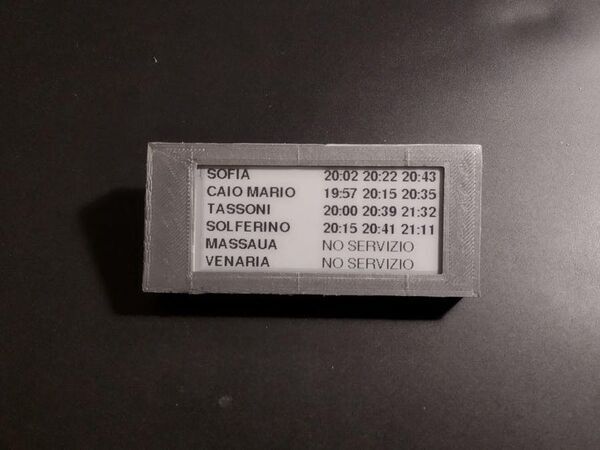 SOFIA 20:02 20:22 20:43
CAIO MARIO 19:57 20:15 20:35
TASSONI 20:00 20:39 21:32
SOLFERINO 20:15 20:41 21:11
MASSAUA NO SERVIZIO
VENARIA NO SERVIZIO